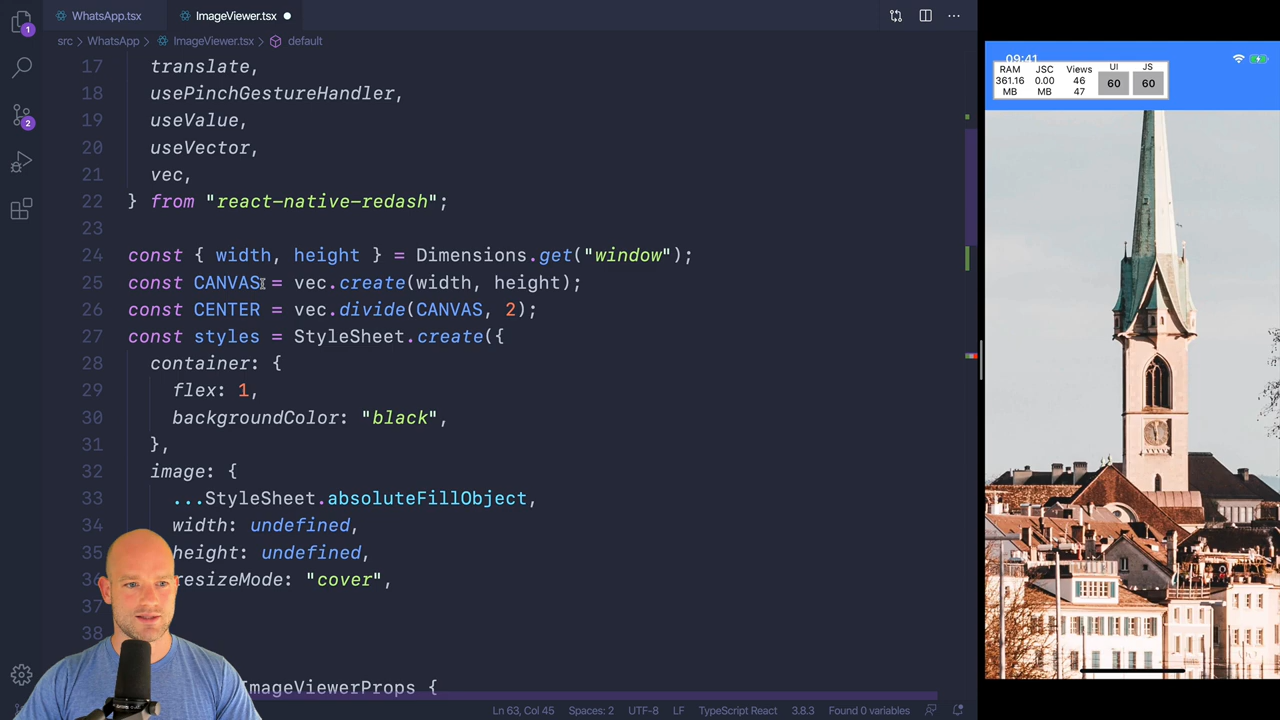 WhatsApp.tsx
ImageViewer.tsx
src > WhatsApp > ImageViewer.tsx > default
17 translate,
18 usePinchGestureHandler,
19 useValue,
20 useVector,
21 vec,
22 } from "react-native-redash";
23
24 const { width, height } = Dimensions.get("window");
25 const CANVAS = vec.create(width, height);
26 const CENTER = vec.divide(CANVAS, 2);
27 const styles = StyleSheet.create({
28 container: {
29 flex: 1,
30 backgroundColor: "black",
31 },
32 image: {
33 ...StyleSheet.absoluteFillObject,
34 width: undefined,
35 height: undefined,
36 resizeMode: "cover",
37
38
ImageViewerProps {
Ln 63, Col 45 Spaces: 2 UTF-8 LF TypeScript React 3.8.3 Found 0 variables
1
2
09:41
RAM
361.16
MB
JSC
0.00
MB
Views
46
47
UI
60
JS
60